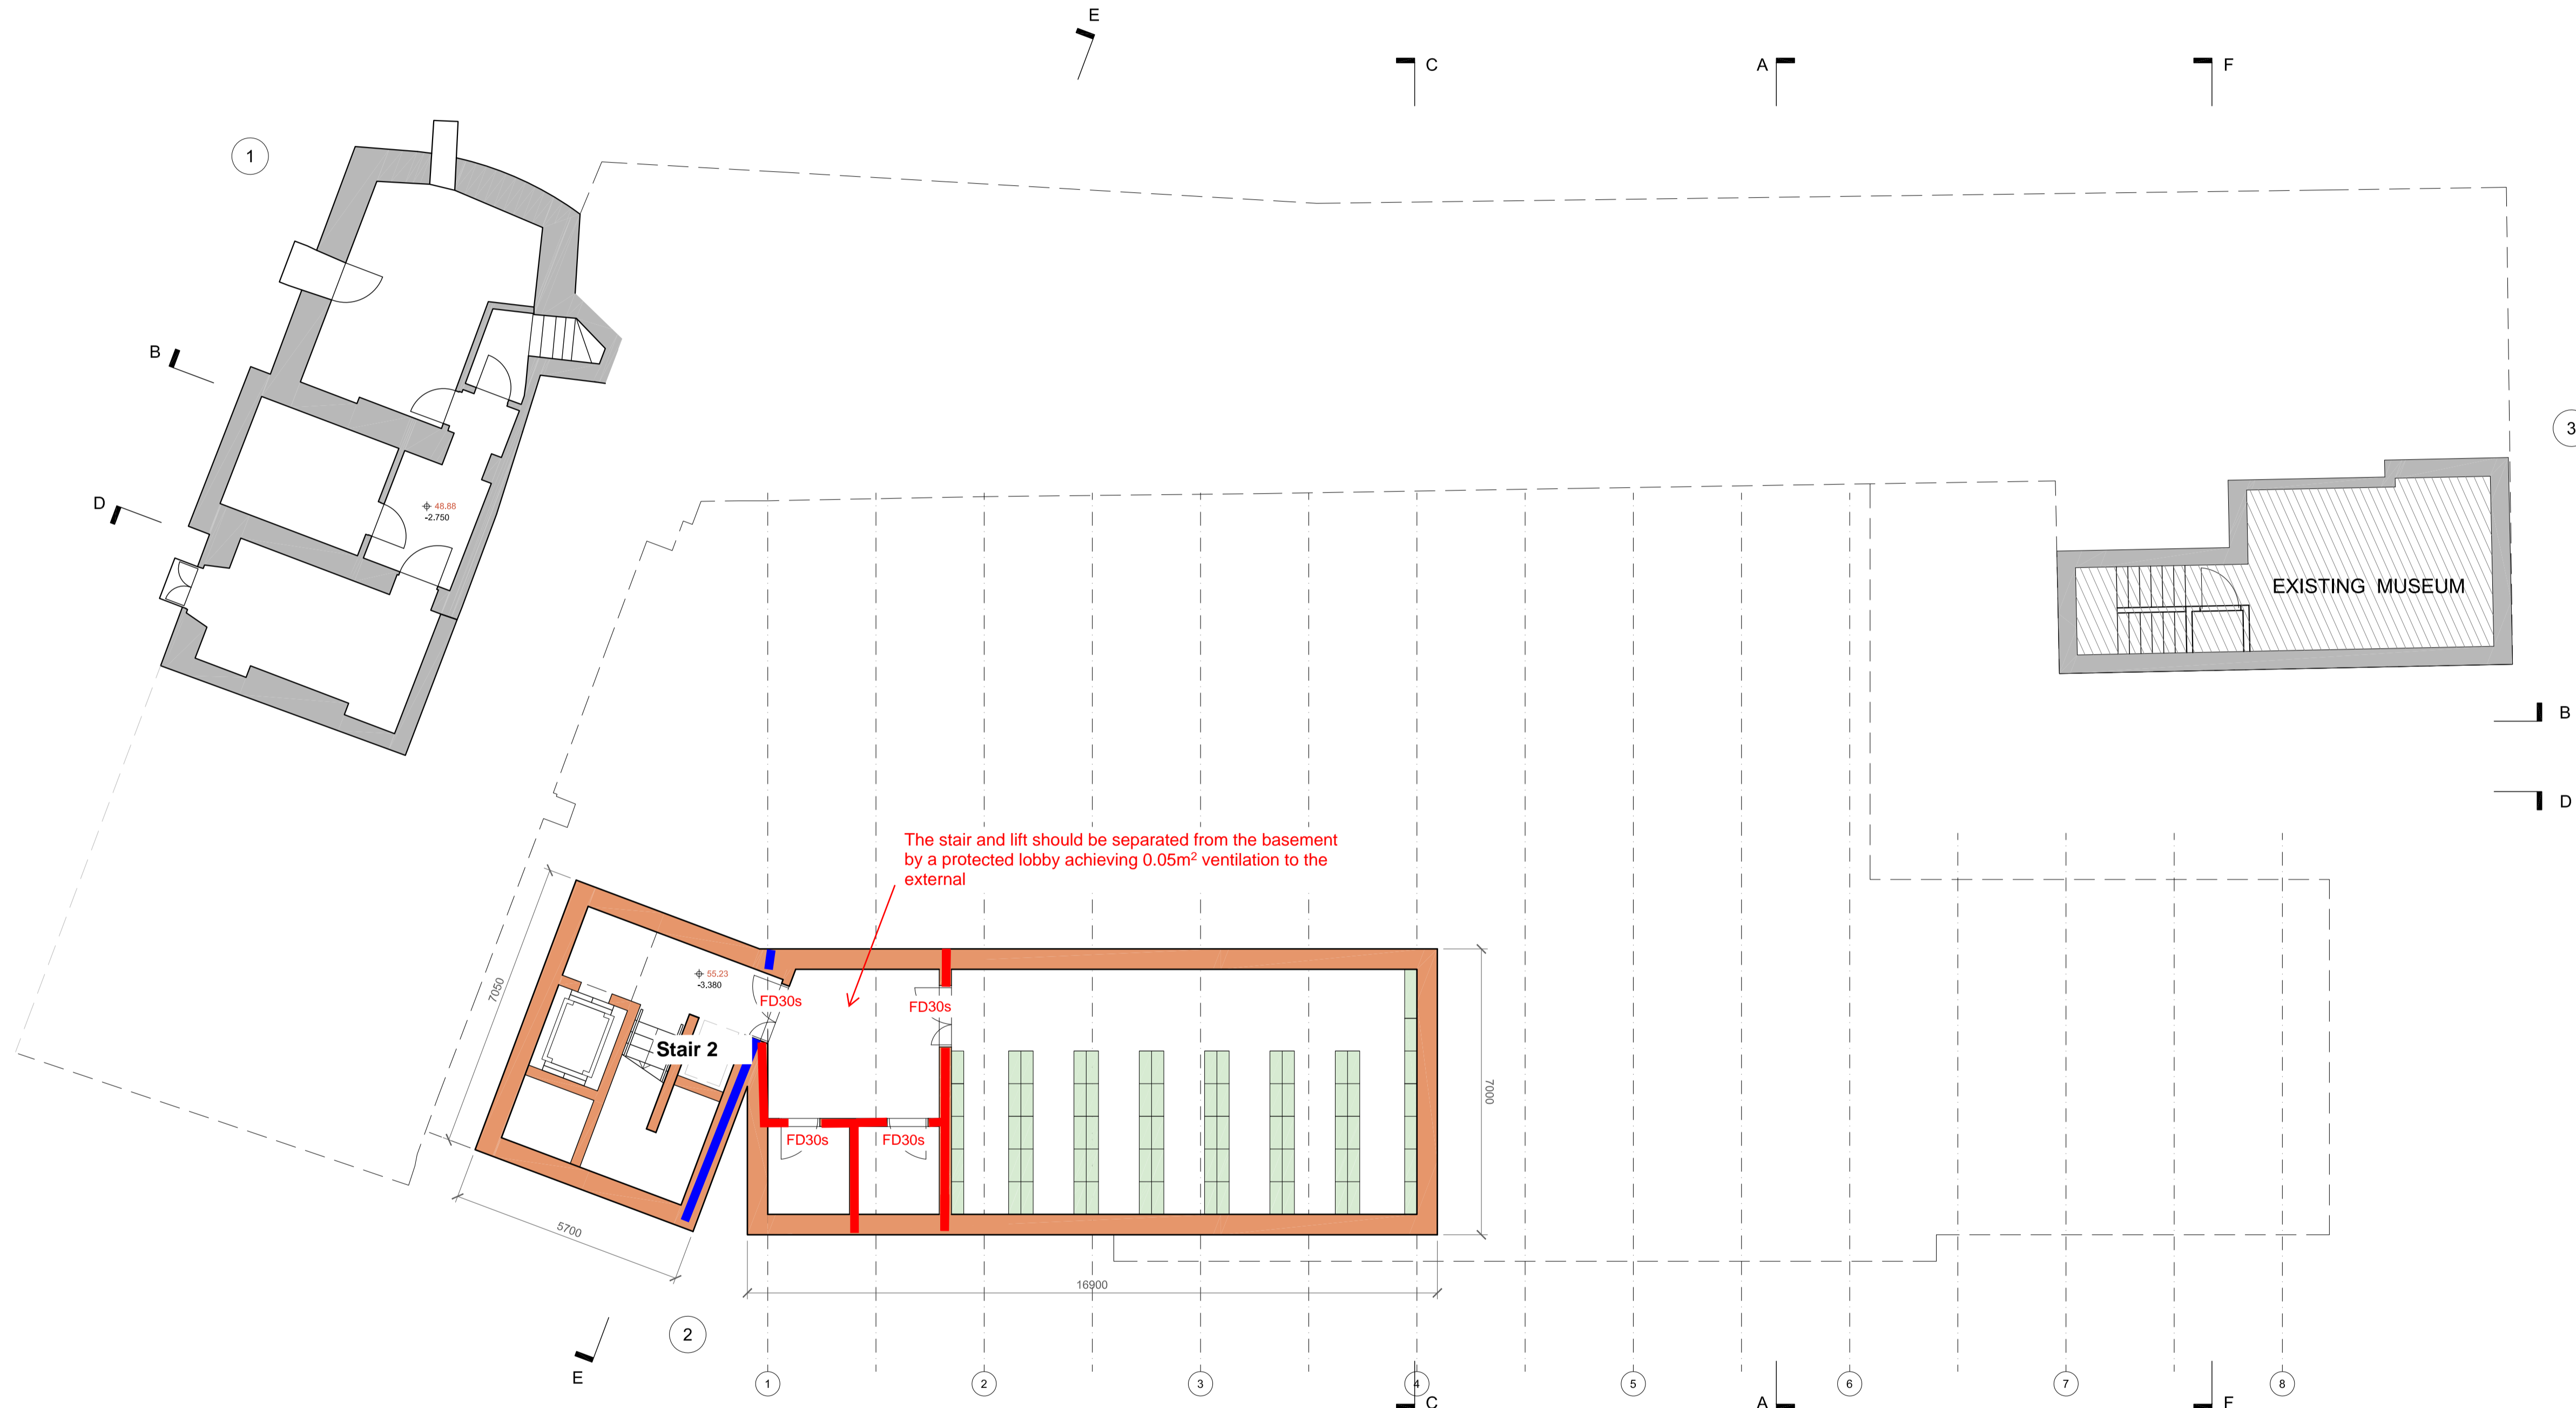 E
C
A
F
1
B
3
D
48.88
-2.750
EXISTING MUSEUM
B
D
The stair and lift should be separated from the basement
by a protected lobby achieving 0.05m² ventilation to the
external
7050
55.23
-3.380
FD30s
FD30s
Stair 2
7000
FD30s
FD30s
5700
16900
2
E
1
2
3
4
5
6
7
8
C
A
F